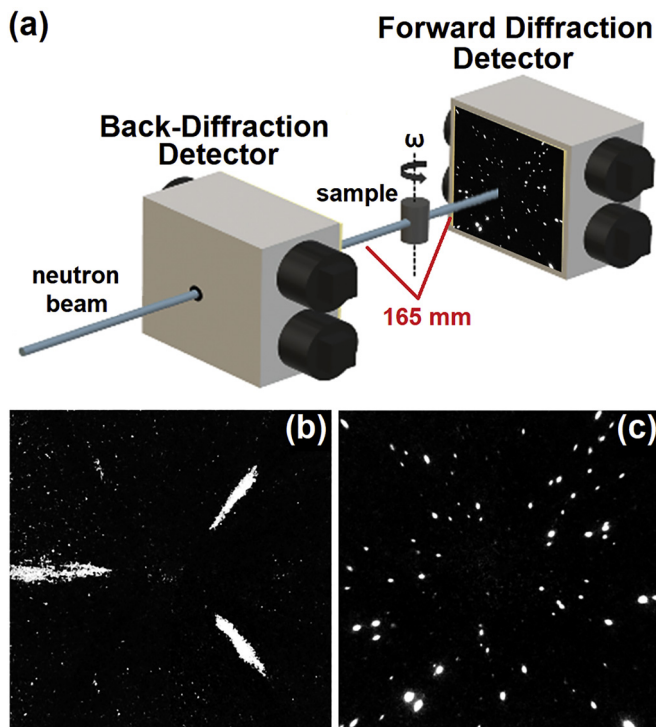 (a)
Forward Diffraction
Detector
Back-Diffraction
Detector
ω
sample
neutron
beam
165 mm
(b)
(c)